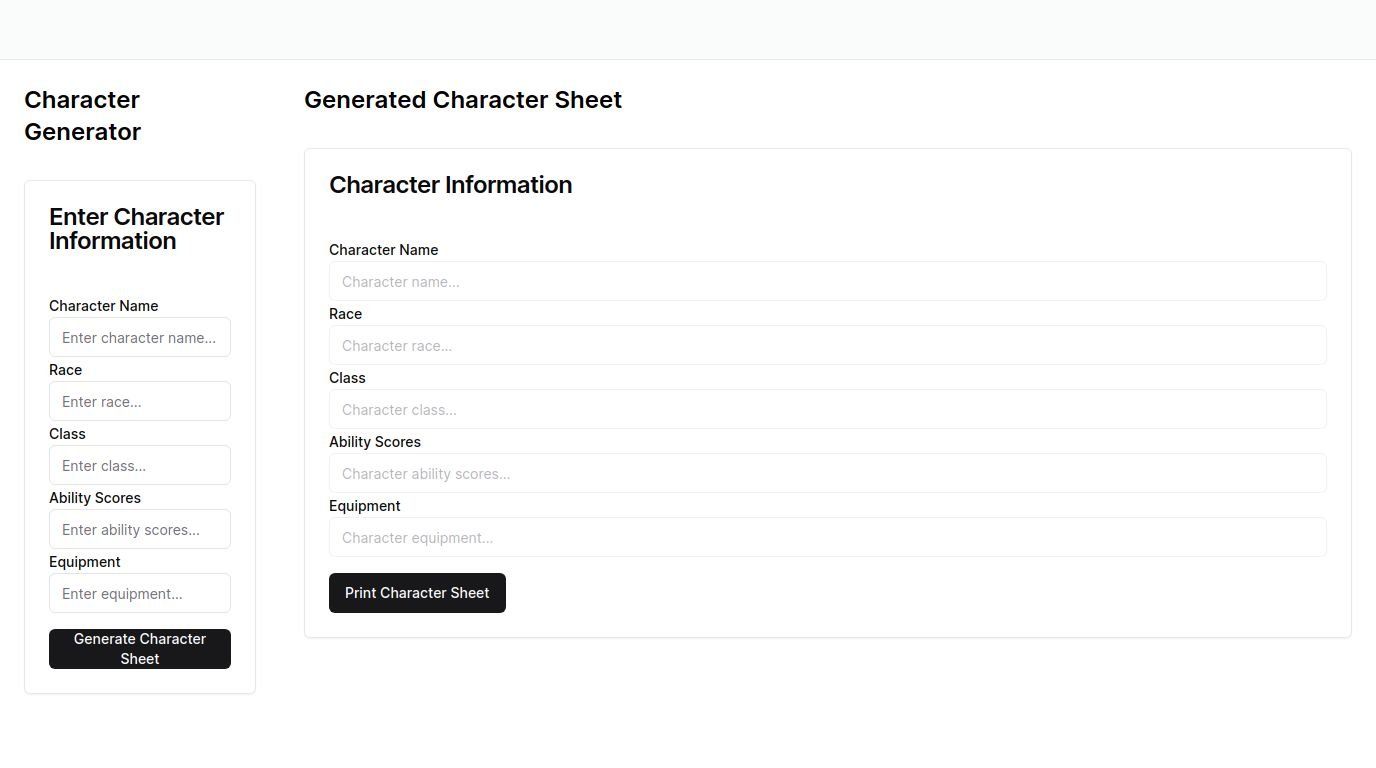 Character
Generator
Enter Character
Information
Character Name
Enter character name...
Race
Enter race...
Class
Enter class...
Ability Scores
Enter ability scores...
Equipment
Enter equipment...
Generate Character
Sheet
Generated Character Sheet
Character Information
Character Name
Character name...
Race
Character race...
Class
Character class...
Ability Scores
Character ability scores...
Equipment
Character equipment...
Print Character Sheet